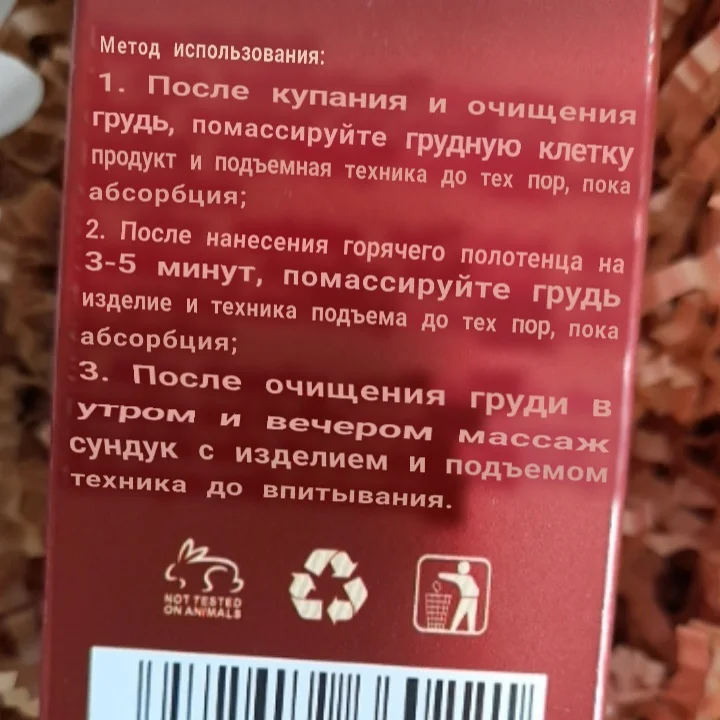 Метод использования:
1. После купания и очищения
грудь, помассируйте грудную клетку
продукт и подъемная техника до тех пор, пока
абсорбция;
2. После нанесения горячего полотенца на
3-5 минут, помассируйте грудь
изделие и техника подъема до тех пор, пока
абсорбция;
3. После очищения груди в
утром и вечером массаж
сундук с изделием и подъемом
техника до впитывания.
NOT TESTED
ON ANIMALS